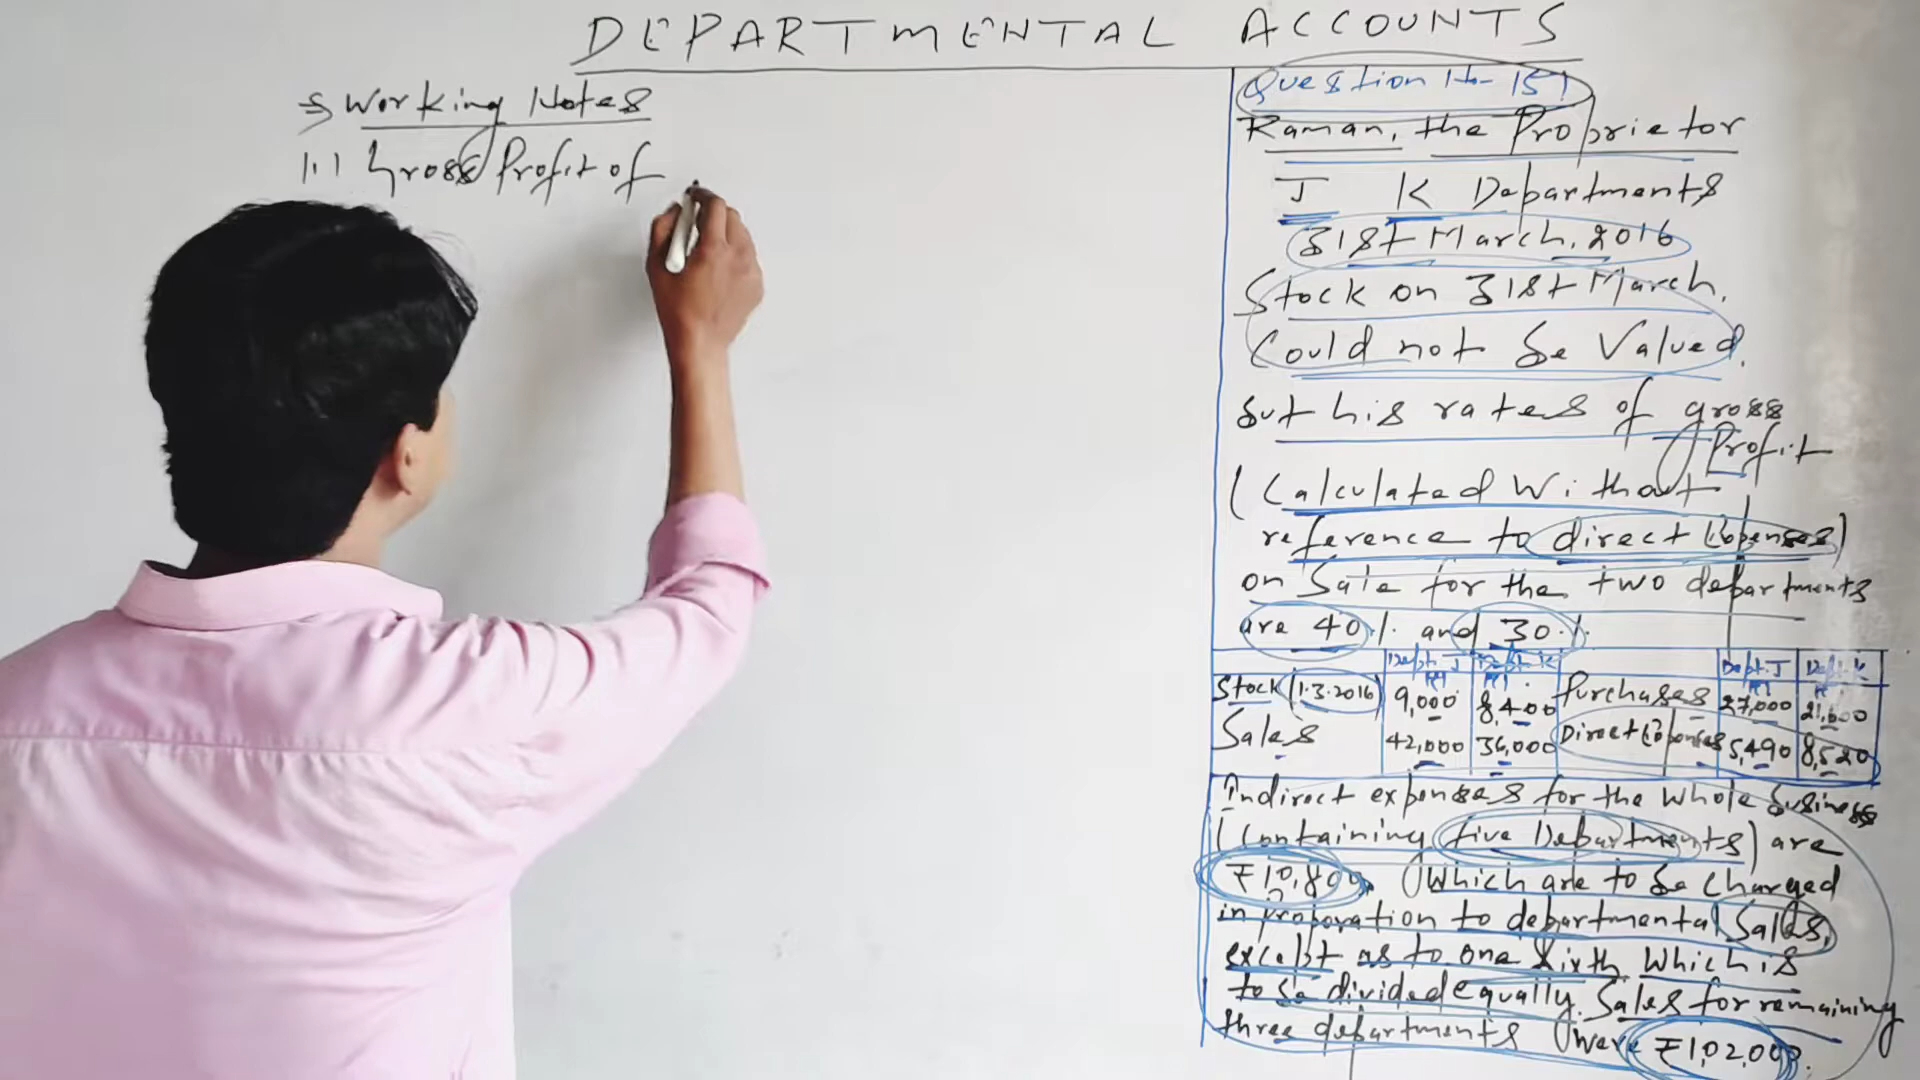 DEPARTMENTAL ACCOUNTS
→ Working Notes
(1.) Gross Profit of
Question No- 15)
Raman, the Proprietor
J K Departments
31st March, 2016
Stock on 31st March,
Could not be Valued,
but his rates of gross
Profit
(Calculated Without
reference to direct Expenses)
on Sale for the two departments
are 40% and 30%.
Dept. J Dept. K Dept. J Dept. K
Stock (1.3.2016) 9,000 8,400 Purchases 27,000 21,600
Sales 42,000 36,000 Direct Expenses 5,490 8,520
Indirect expenses for the whole business
(Containing five Departments) are
₹10,800, Which are to be charged
in proporation to departmental Sales,
except as to one Sixth Which is
to be divided equally. Sales for remaining
three departments were ₹1,02,000.